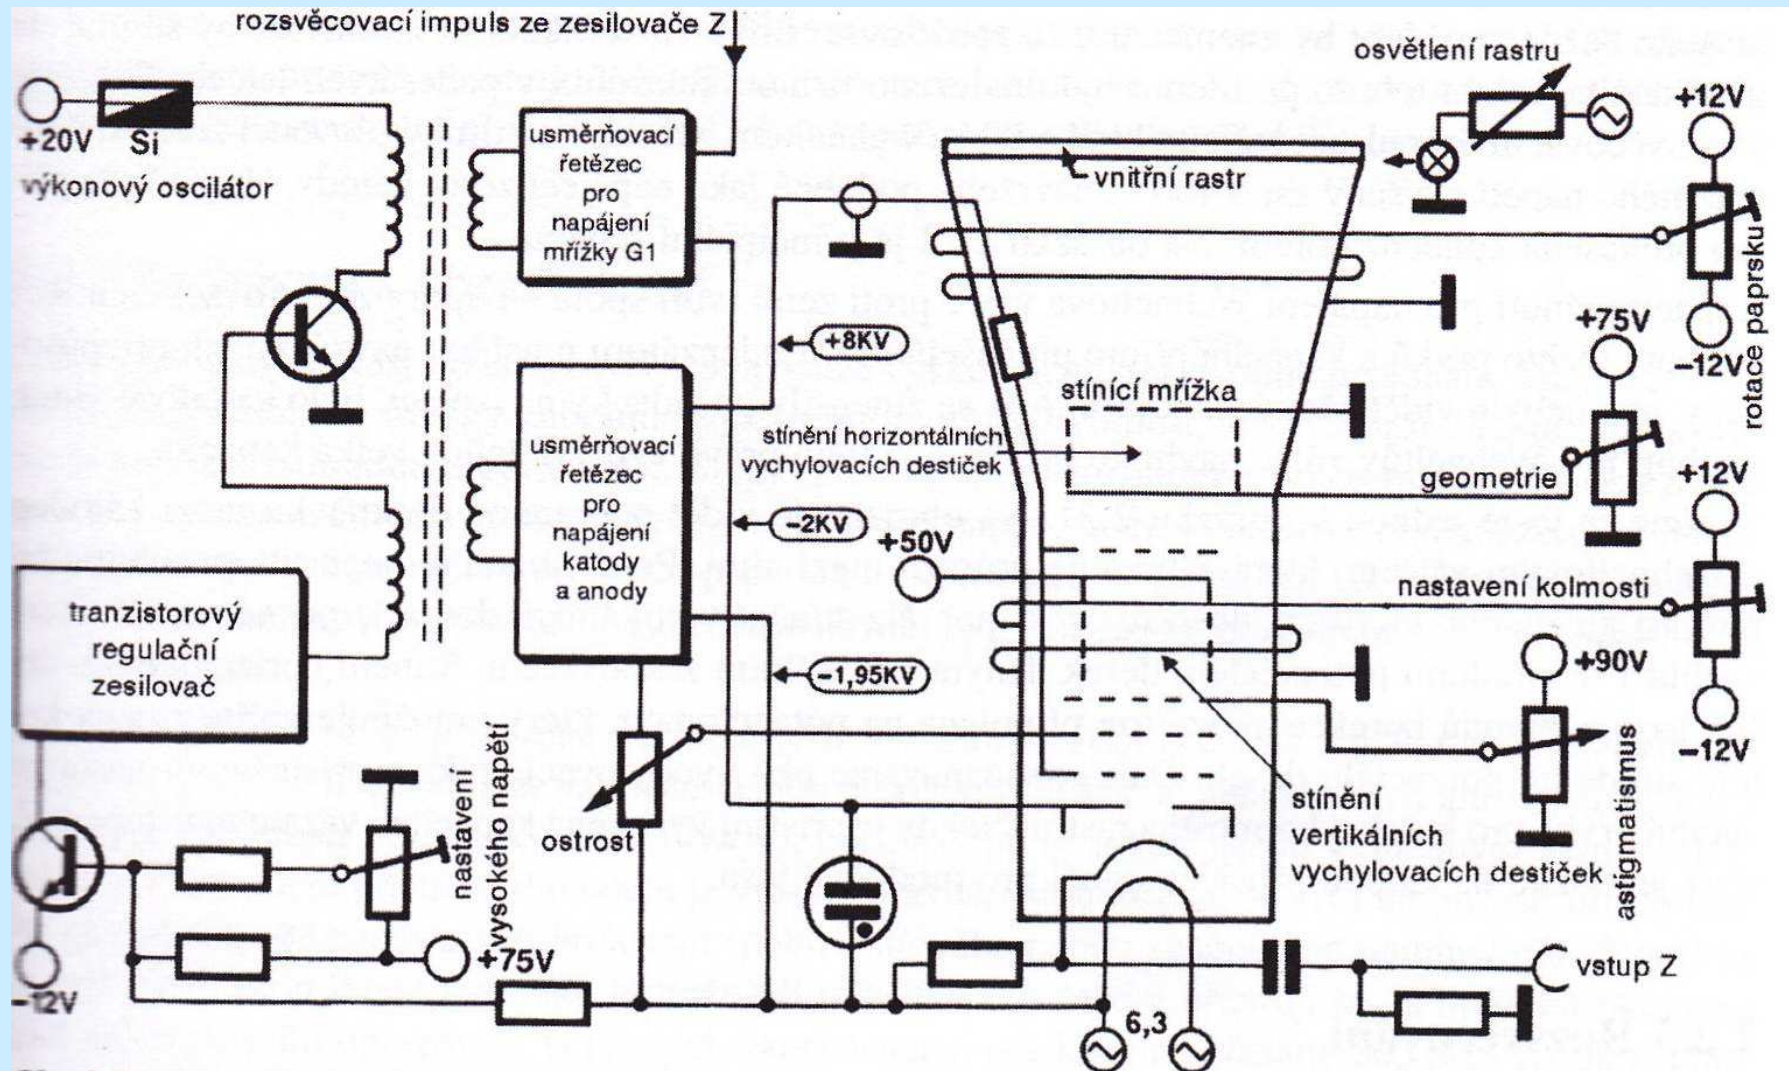 rozsvěcovací impuls ze zesilovače Z
osvětlení rastru
+20V
Si
výkonový oscilátor
usměrňovací
řetězec
pro
napájení
mřížky G1
vnitřní rastr
+12V
–12V
rotace paprsku
+8KV
+75V
stínící mřížka
stínění horizontálních
vychylovacích destiček
geometrie
usměrňovací
řetězec
pro
napájení
katody
a anody
–2KV
+50V
+12V
nastavení kolmosti
–12V
tranzistorový
regulační
zesilovač
–1,95KV
+90V
astigmatismus
nastavení
vysokého napětí
ostrost
stínění
vertikálních
vychylovacích destiček
+75V
–12V
6,3
vstup Z